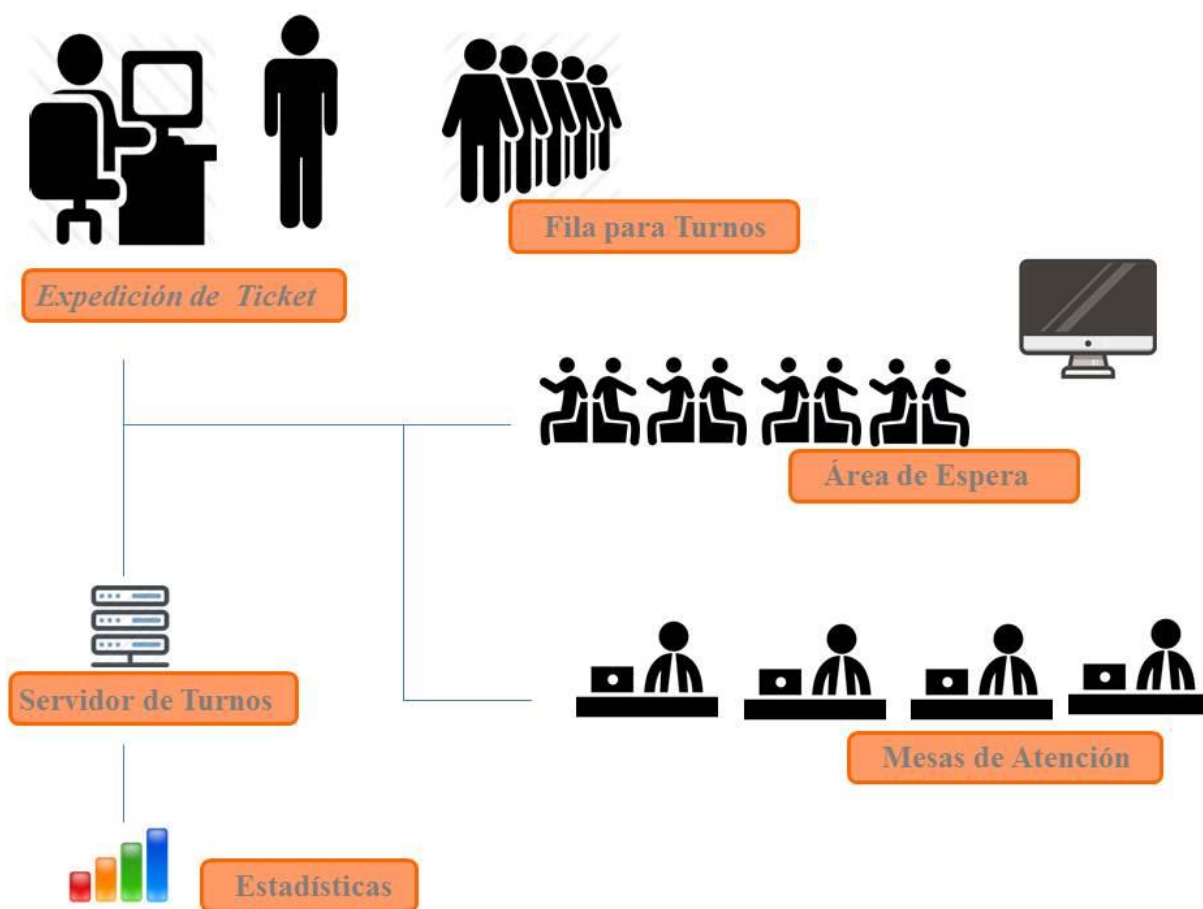 Fila para Turnos
Expedición de Ticket
Área de Espera
Servidor de Turnos
Mesas de Atención
Estadísticas